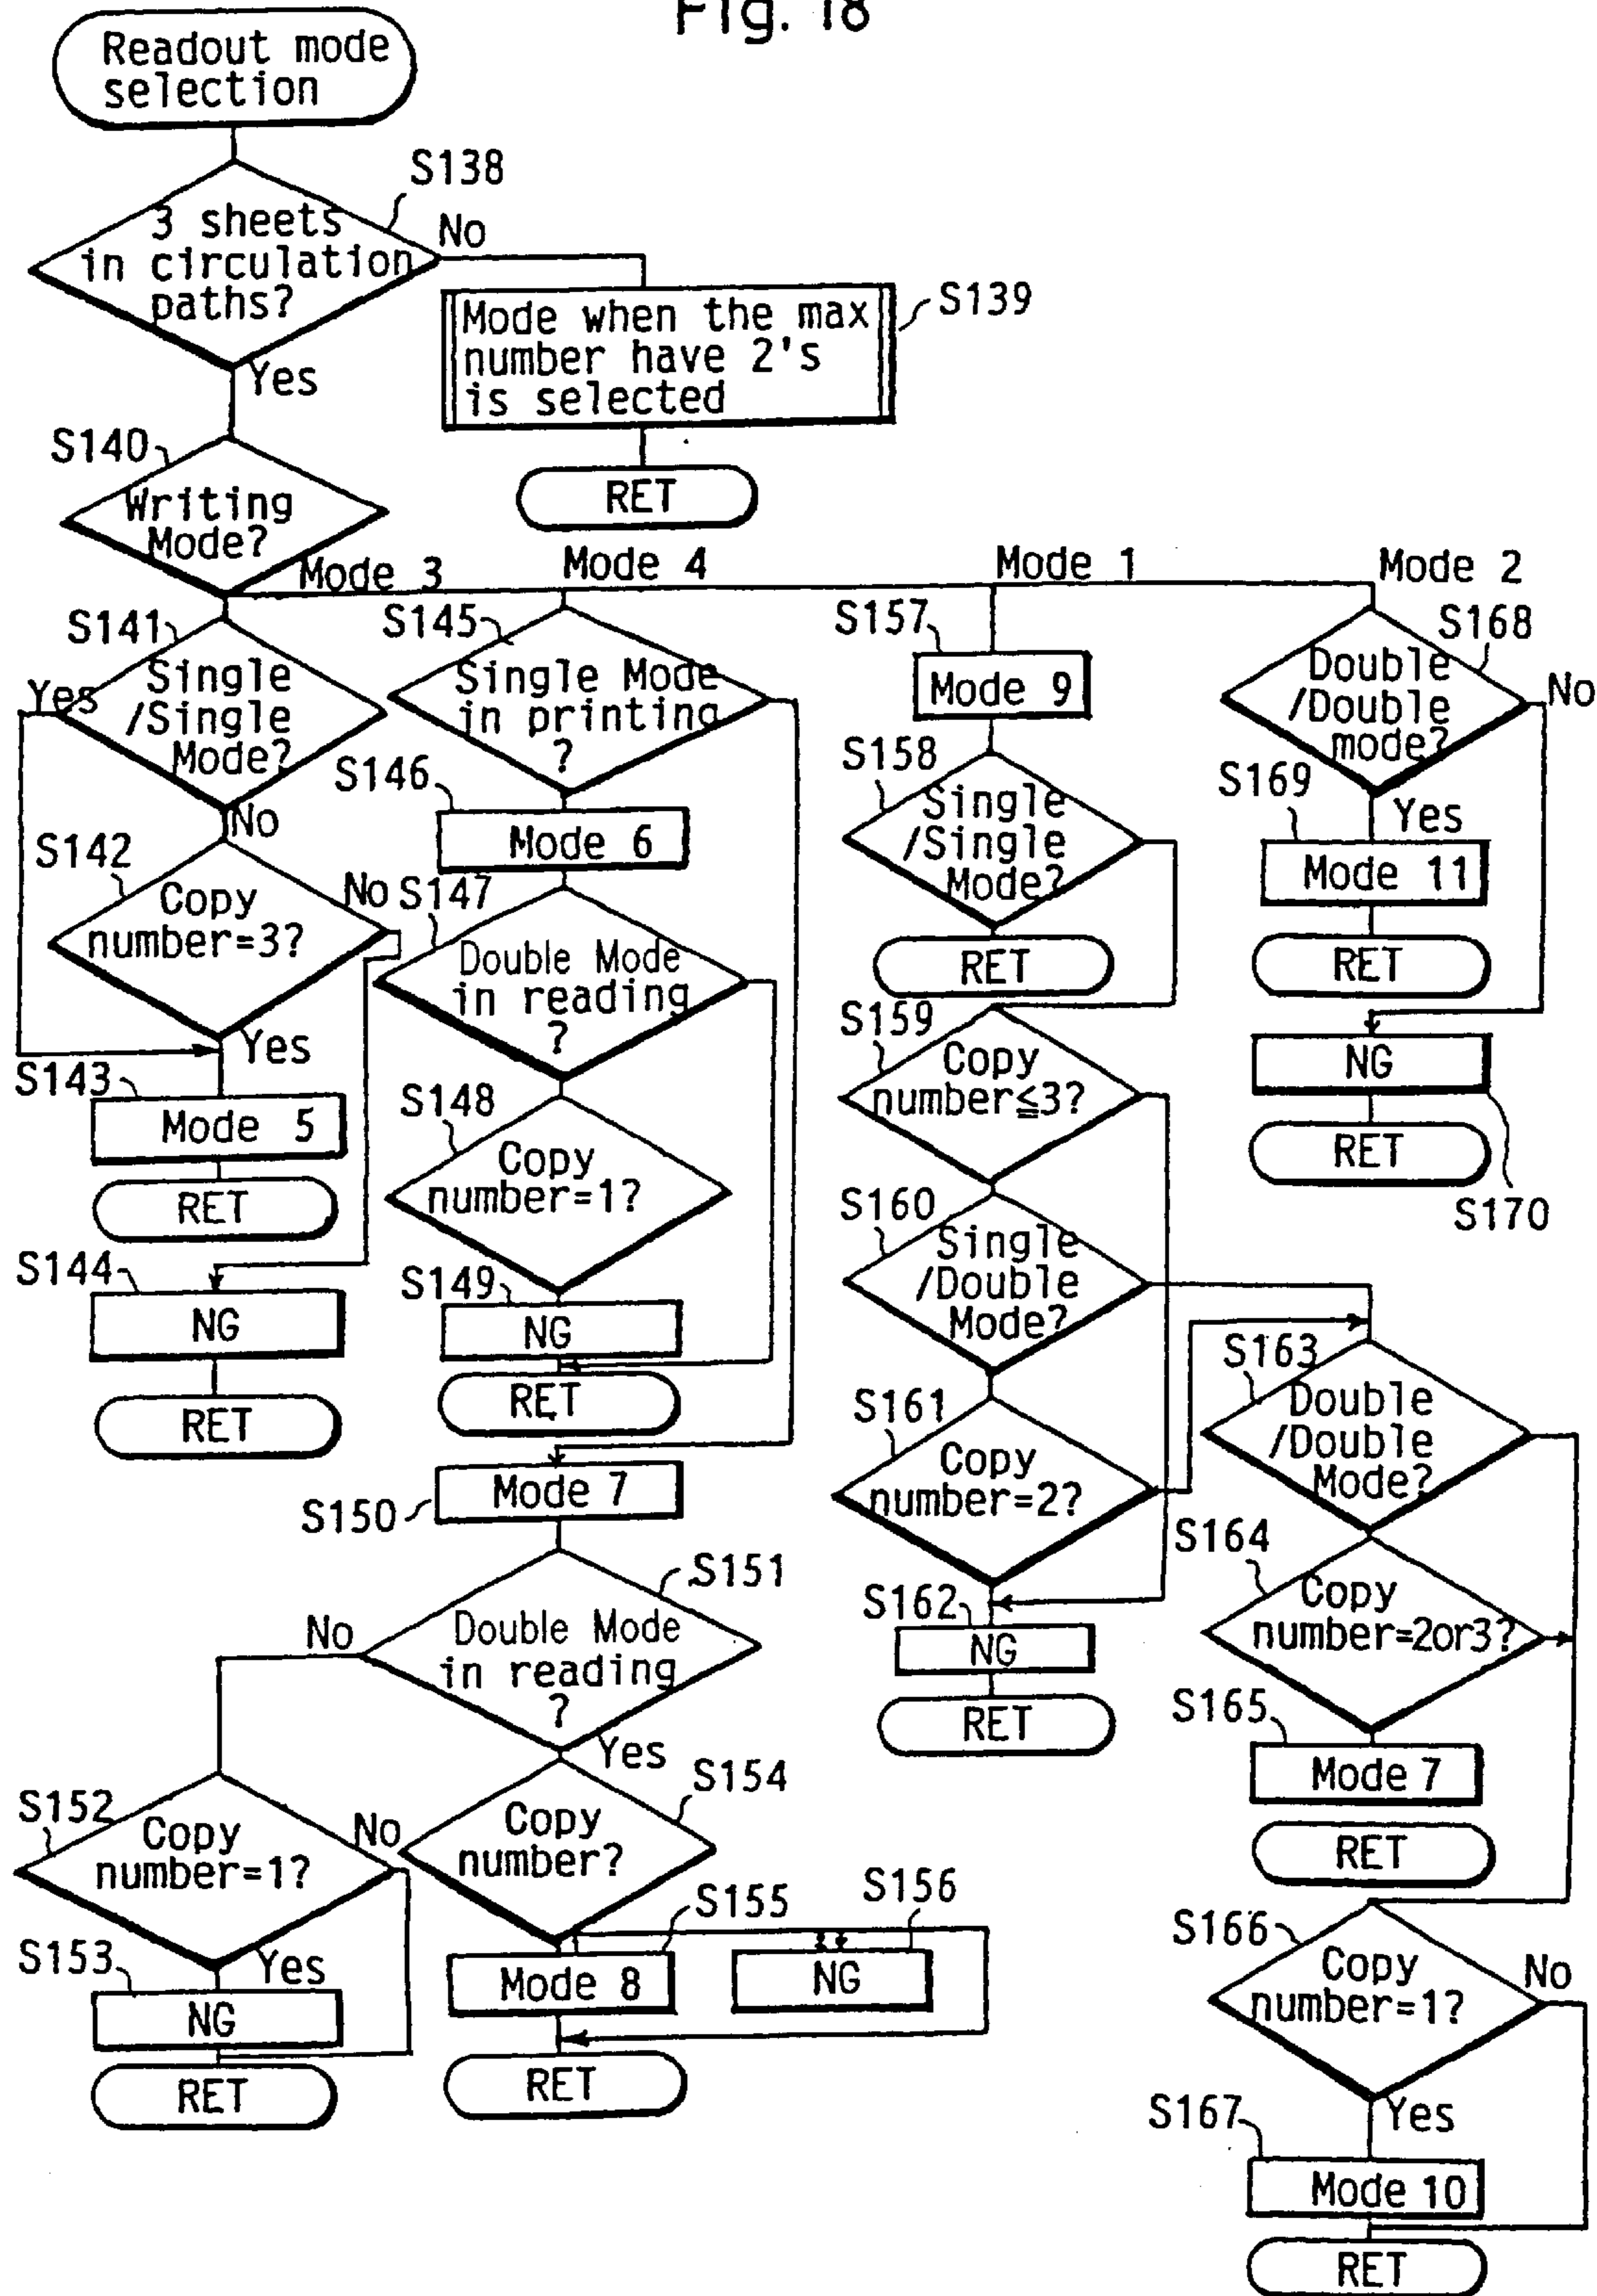 Fig. 18
Readout mode
selection
S138
3 sheets
in circulation
paths?
No
Yes
S139
Mode when the max
number have 2's
is selected
RET
S140
Writing
Mode?
Mode 3
Mode 4
Mode 1
Mode 2
S141
Single
/Single
Mode?
Yes
No
S142
Copy
number=3?
No
Yes
S143
Mode 5
RET
S144
NG
RET
S145
Single Mode
in printing
?
S146
Mode 6
S147
Double Mode
in reading
?
S148
Copy
number=1?
S149
NG
RET
S150
Mode 7
S151
Double Mode
in reading
?
No
Yes
S152
Copy
number=1?
No
Yes
S153
NG
RET
S154
Copy
number?
S155
Mode 8
S156
NG
RET
S157
Mode 9
S158
Single
/Single
Mode?
RET
S159
Copy
number≦3?
S160
Single
/Double
Mode?
S161
Copy
number=2?
S162
NG
RET
S163
Double
/Double
Mode?
S164
Copy
number=2or3?
S165
Mode 7
RET
S166
Copy
number=1?
No
Yes
S167
Mode 10
RET
S168
Double
/Double
mode?
No
Yes
S169
Mode 11
RET
NG
S170
RET